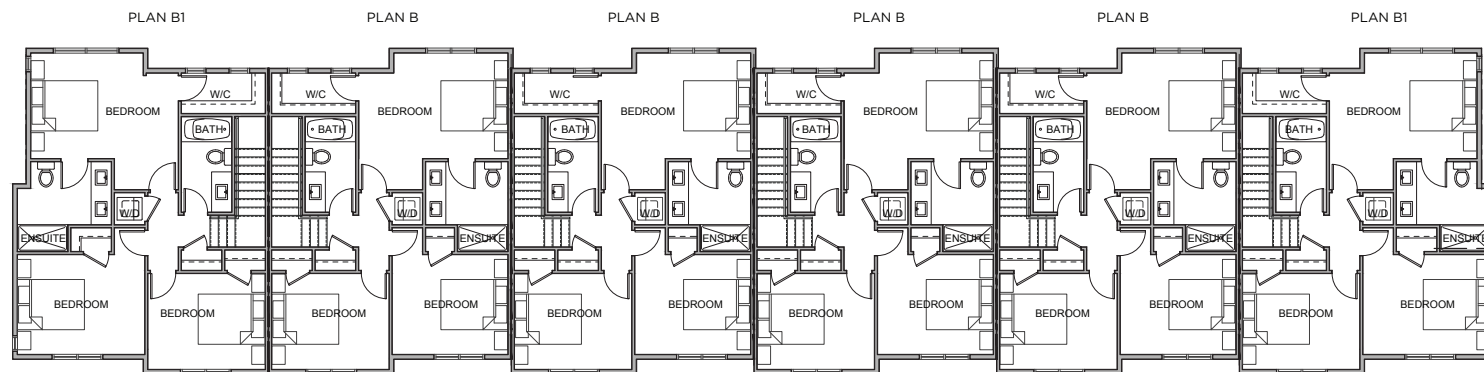 PLAN B1 PLAN B PLAN B PLAN B PLAN B PLAN B1
W/C W/C W/C W/C W/C W/C
BEDROOM BEDROOM BEDROOM BEDROOM BEDROOM BEDROOM
BATH BATH BATH BATH BATH BATH
W/D W/D W/D W/D W/D W/D
ENSUITE ENSUITE ENSUITE ENSUITE ENSUITE ENSUITE
BEDROOM BEDROOM BEDROOM BEDROOM BEDROOM BEDROOM BEDROOM BEDROOM BEDROOM BEDROOM BEDROOM BEDROOM